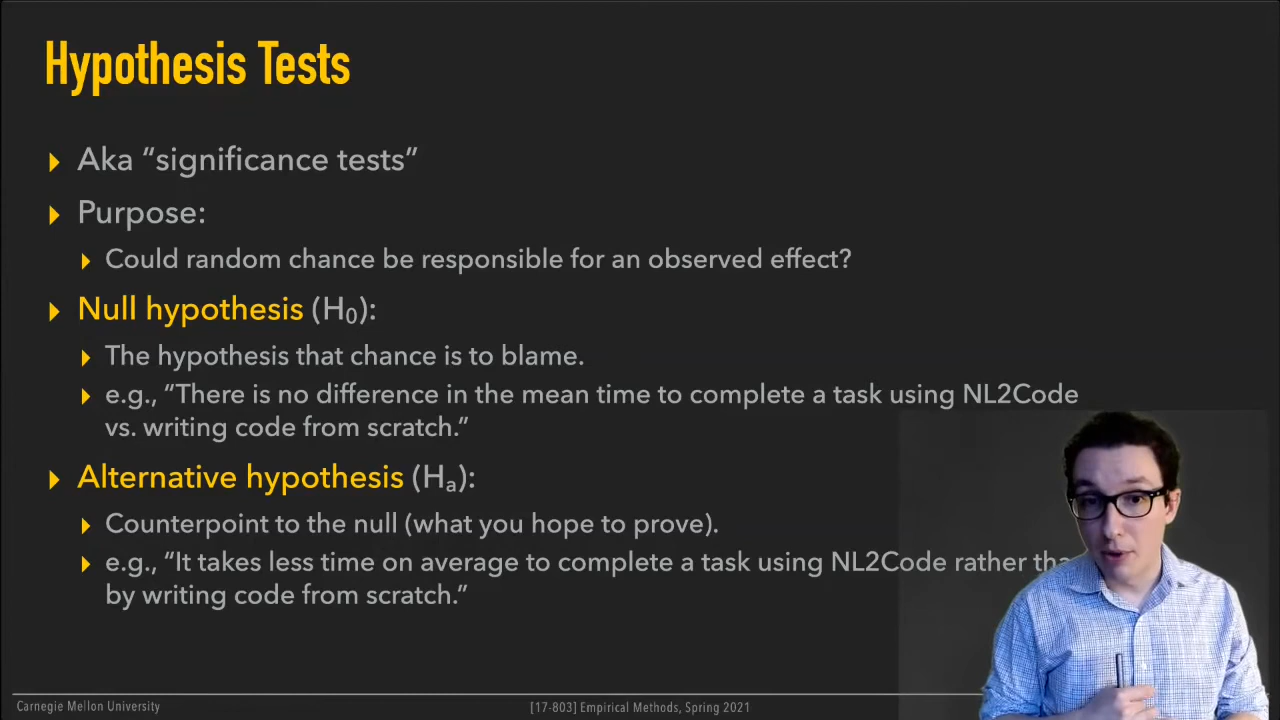 Hypothesis Tests
Aka “significance tests”
Purpose:
Could random chance be responsible for an observed effect?
Null hypothesis (H₀):
The hypothesis that chance is to blame.
e.g., “There is no difference in the mean time to complete a task using NL2Code
vs. writing code from scratch.”
Alternative hypothesis (Hₐ):
Counterpoint to the null (what you hope to prove).
e.g., “It takes less time on average to complete a task using NL2Code rather
by writing code from scratch.”
Carnegie Mellon University
[17-803] Empirical Methods, Spring 2021